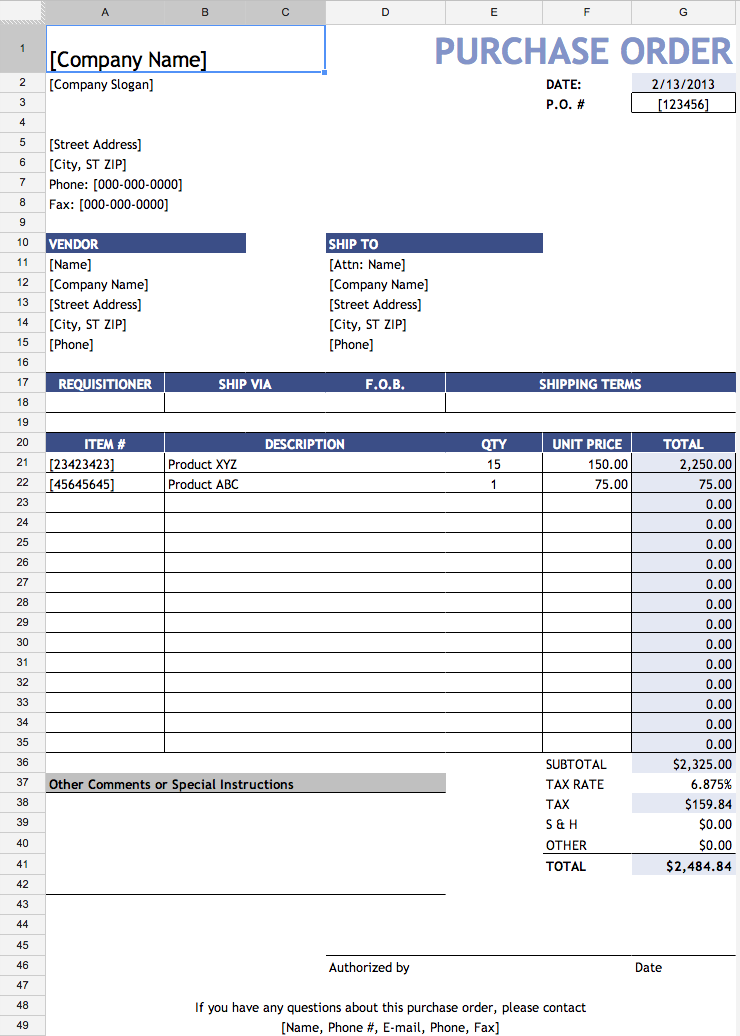 A B C D E F G
1 [Company Name] PURCHASE ORDER
2 [Company Slogan] DATE: 2/13/2013
3 P.O. # [123456]
4
5 [Street Address]
6 [City, ST ZIP]
7 Phone: [000-000-0000]
8 Fax: [000-000-0000]
9
10 VENDOR SHIP TO
11 [Name] [Attn: Name]
12 [Company Name] [Company Name]
13 [Street Address] [Street Address]
14 [City, ST ZIP] [City, ST ZIP]
15 [Phone] [Phone]
16
17 REQUISITIONER SHIP VIA F.O.B. SHIPPING TERMS
18
19
20 ITEM # DESCRIPTION QTY UNIT PRICE TOTAL
21 [23423423] Product XYZ 15 150.00 2,250.00
22 [45645645] Product ABC 1 75.00 75.00
23 0.00
24 0.00
25 0.00
26 0.00
27 0.00
28 0.00
29 0.00
30 0.00
31 0.00
32 0.00
33 0.00
34 0.00
35 0.00
36 SUBTOTAL $2,325.00
37 Other Comments or Special Instructions TAX RATE 6.875%
38 TAX $159.84
39 S & H $0.00
40 OTHER $0.00
41 TOTAL $2,484.84
42
43
44
45
46 Authorized by Date
47
48 If you have any questions about this purchase order, please contact
49 [Name, Phone #, E-mail, Phone, Fax]